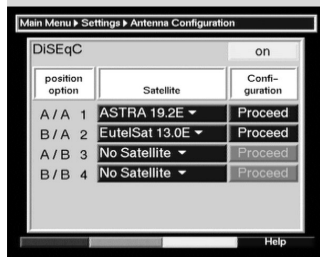 Main Menu ▸ Settings ▸ Antenna Configuration
DiSEqC on
position option Satellite Confi- guration
A / A 1 ASTRA 19.2E ▾ Proceed
B / A 2 EutelSat 13.0E ▾ Proceed
A / B 3 No Satellite ▾ Proceed
B / B 4 No Satellite ▾ Proceed
Help